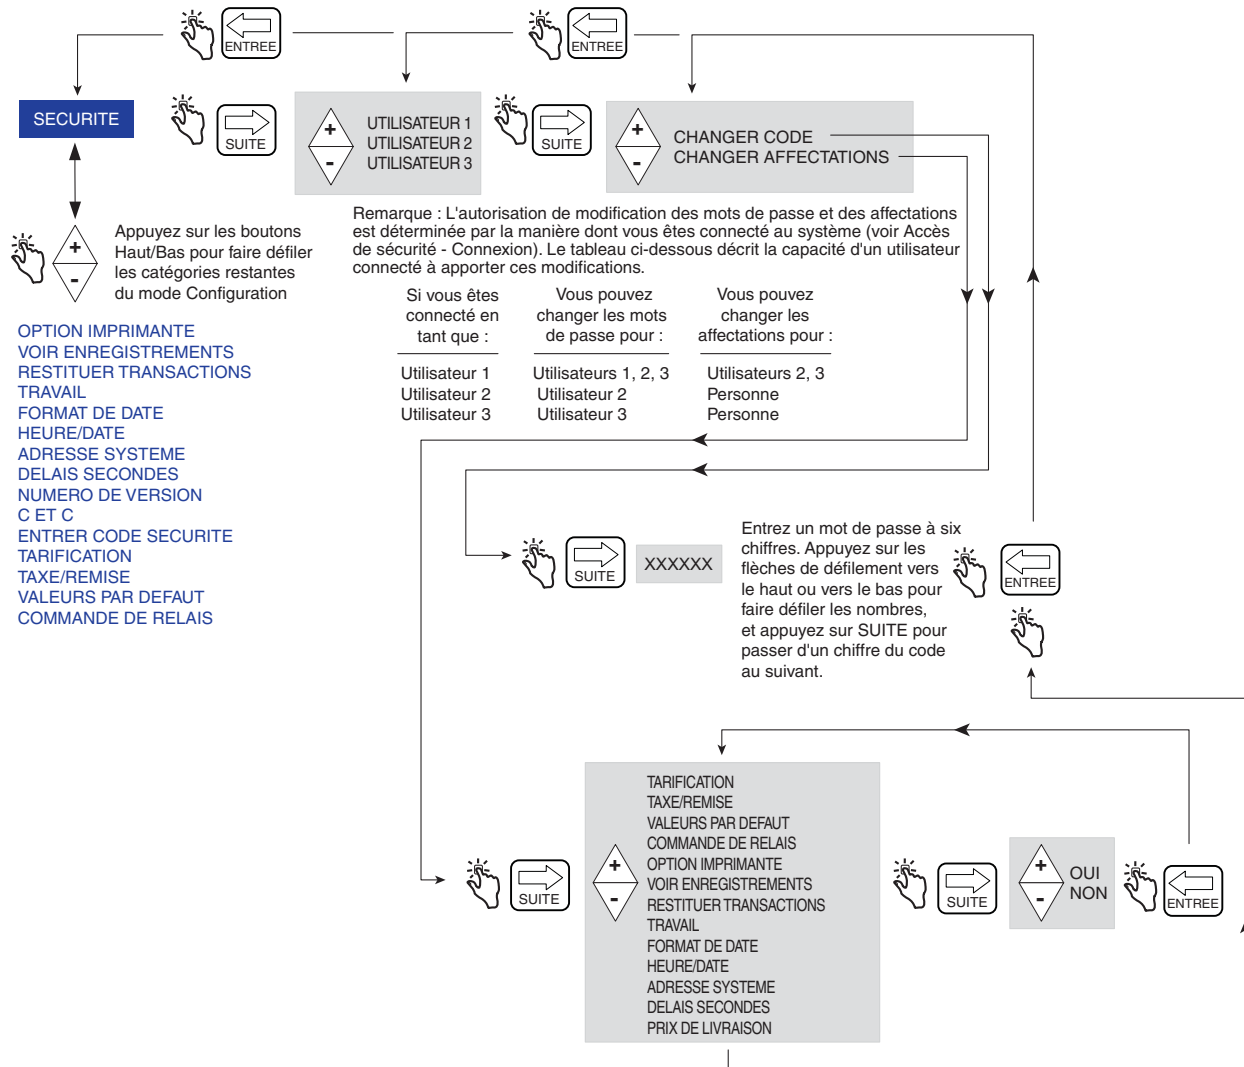 ENTREE
ENTREE
SECURITE
SUITE
+
-
UTILISATEUR 1
UTILISATEUR 2
UTILISATEUR 3
SUITE
+
-
CHANGER CODE
CHANGER AFFECTATIONS
+
-
Appuyez sur les boutons
Haut/Bas pour faire défiler
les catégories restantes
du mode Configuration
OPTION IMPRIMANTE
VOIR ENREGISTREMENTS
RESTITUER TRANSACTIONS
TRAVAIL
FORMAT DE DATE
HEURE/DATE
ADRESSE SYSTEME
DELAIS SECONDES
NUMERO DE VERSION
C ET C
ENTRER CODE SECURITE
TARIFICATION
TAXE/REMISE
VALEURS PAR DEFAUT
COMMANDE DE RELAIS
Remarque : L'autorisation de modification des mots de passe et des affectations
est déterminée par la manière dont vous êtes connecté au système (voir Accès
de sécurité - Connexion). Le tableau ci-dessous décrit la capacité d'un utilisateur
connecté à apporter ces modifications.
Si vous êtes
connecté en
tant que :
Vous pouvez
changer les mots
de passe pour :
Vous pouvez
changer les
affectations pour :
Utilisateur 1 Utilisateurs 1, 2, 3 Utilisateurs 2, 3
Utilisateur 2 Utilisateur 2 Personne
Utilisateur 3 Utilisateur 3 Personne
SUITE
XXXXXX
Entrez un mot de passe à six
chiffres. Appuyez sur les
flèches de défilement vers
le haut ou vers le bas pour
faire défiler les nombres,
et appuyez sur SUITE pour
passer d'un chiffre du code
au suivant.
ENTREE
SUITE
+
-
TARIFICATION
TAXE/REMISE
VALEURS PAR DEFAUT
COMMANDE DE RELAIS
OPTION IMPRIMANTE
VOIR ENREGISTREMENTS
RESTITUER TRANSACTIONS
TRAVAIL
FORMAT DE DATE
HEURE/DATE
ADRESSE SYSTEME
DELAIS SECONDES
PRIX DE LIVRAISON
SUITE
+
-
OUI
NON
ENTREE